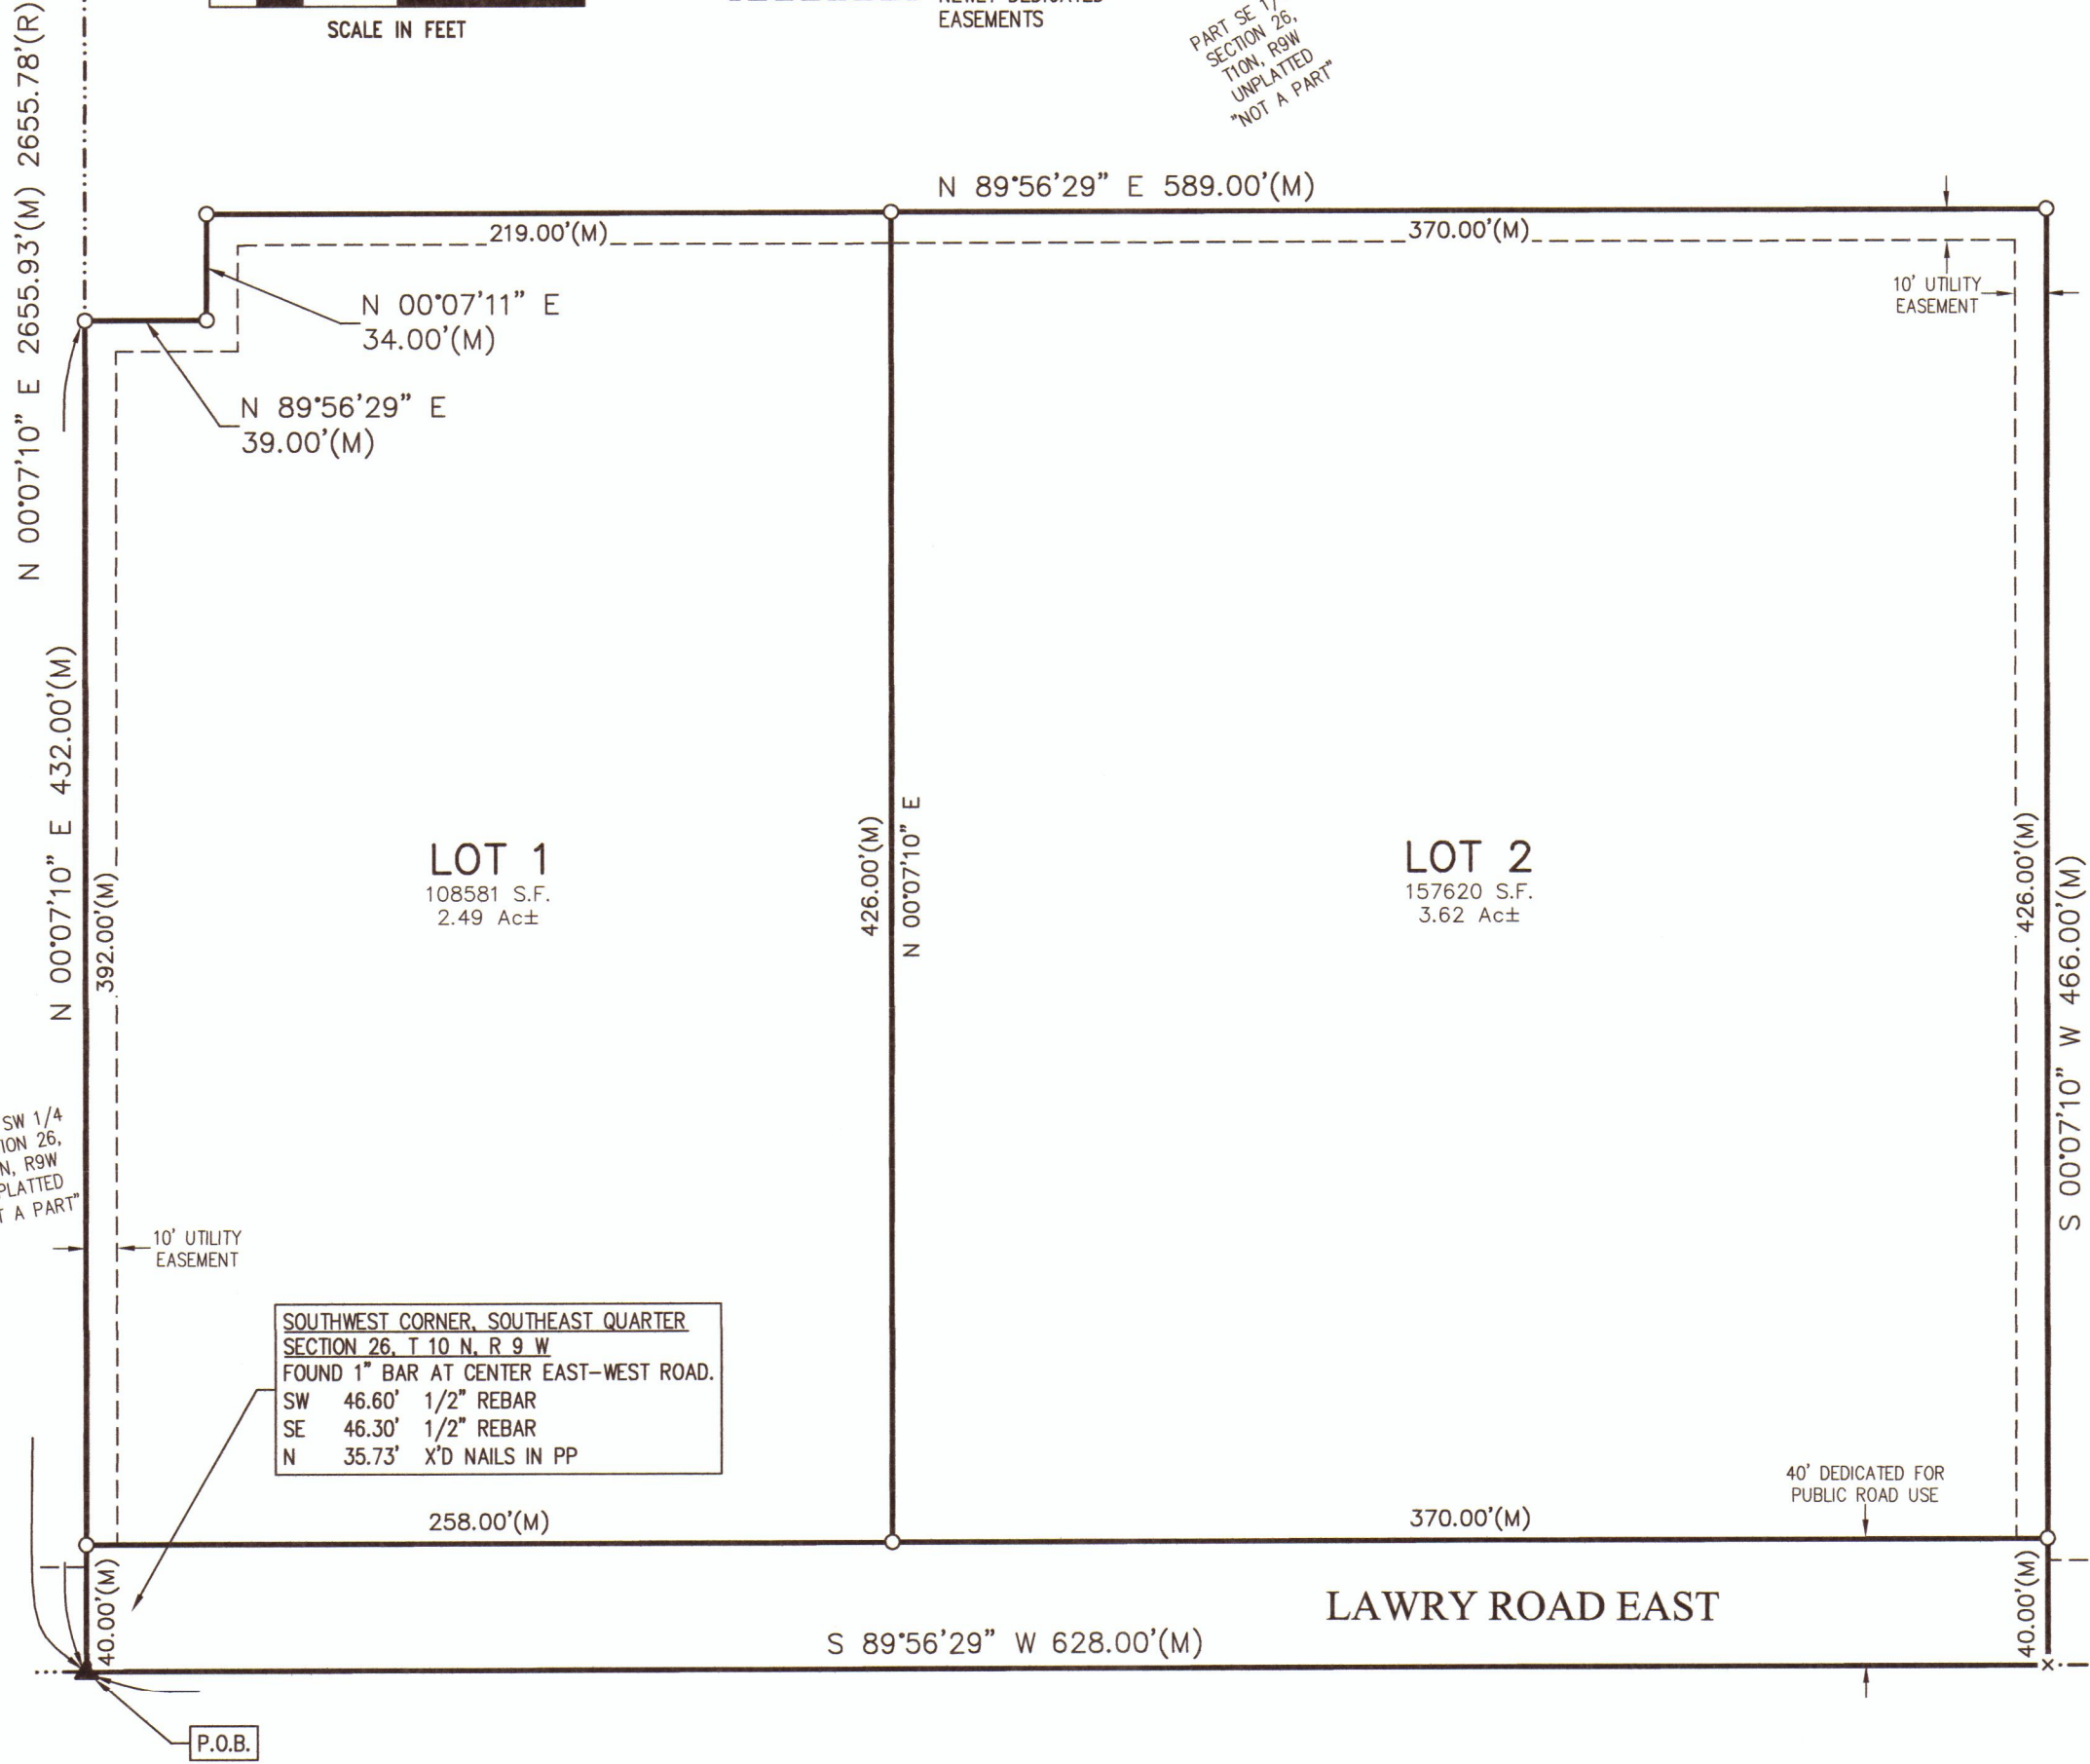 SCALE IN FEET
EASEMENTS
PART SE
SECTION 26,
T10N, R9W
UNPLATTED
"NOT A PART"
N 00°07'10" E 2655.93'(M) 2655.78'(R)
N 89°56'29" E 589.00'(M)
219.00'(M)
370.00'(M)
10' UTILITY
EASEMENT
N 00°07'11" E
34.00'(M)
N 89°56'29" E
39.00'(M)
N 00°07'10" E 432.00'(M)
392.00'(M)
LOT 1
108581 S.F.
2.49 Ac±
426.00'(M)
N 00°07'10" E
LOT 2
157620 S.F.
3.62 Ac±
426.00'(M)
S 00°07'10" W 466.00'(M)
SW 1/4
ION 26,
N, R9W
PLATTED
T A PART"
10' UTILITY
EASEMENT
SOUTHWEST CORNER, SOUTHEAST QUARTER
SECTION 26, T 10 N, R 9 W
FOUND 1" BAR AT CENTER EAST-WEST ROAD.
SW 46.60' 1/2" REBAR
SE 46.30' 1/2" REBAR
N 35.73' X'D NAILS IN PP
40' DEDICATED FOR
PUBLIC ROAD USE
258.00'(M)
370.00'(M)
40.00'(M)
LAWRY ROAD EAST
40.00'(M)
S 89°56'29" W 628.00'(M)
P.O.B.